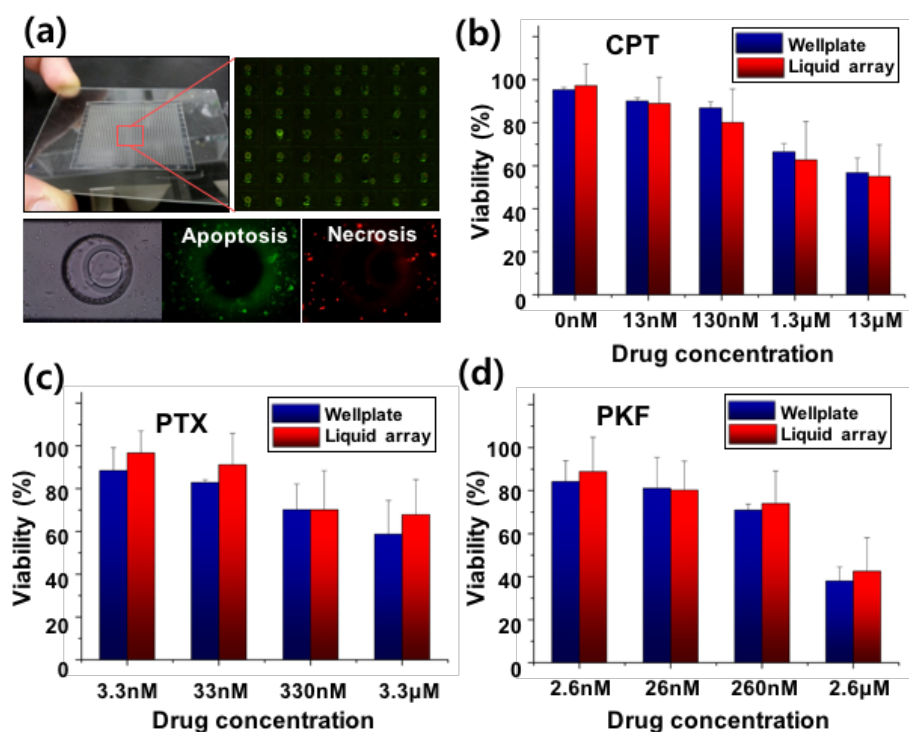 (a)
Apoptosis
Necrosis
(b)
CPT
Wellplate
Liquid array
Viability (%)
100
80
60
40
20
0
0nM 13nM 130nM 1.3µM 13µM
Drug concentration
(c)
PTX
Wellplate
Liquid array
Viability (%)
100
80
60
40
20
0
3.3nM 33nM 330nM 3.3µM
Drug concentration
(d)
PKF
Wellplate
Liquid array
Viability (%)
100
80
60
40
20
0
2.6nM 26nM 260nM 2.6µM
Drug concentration